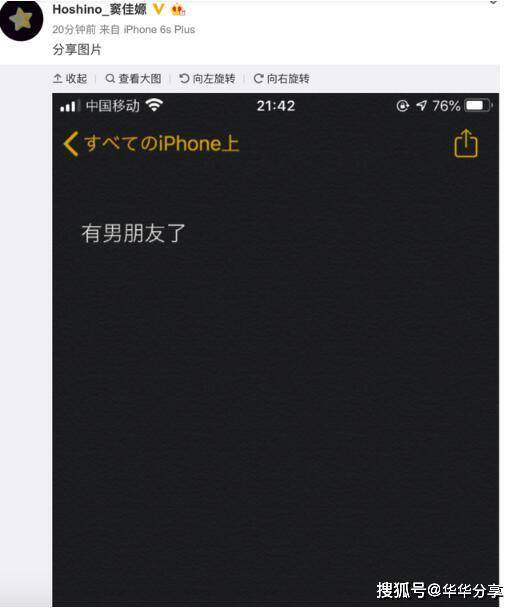 Hoshino_窦佳嫄
20分钟前 来自 iPhone 6s Plus
分享图片
收起 查看大图 向左旋转 向右旋转
中国移动 21:42 76%
すべてのiPhone上
有男朋友了
搜狐号@华华分享